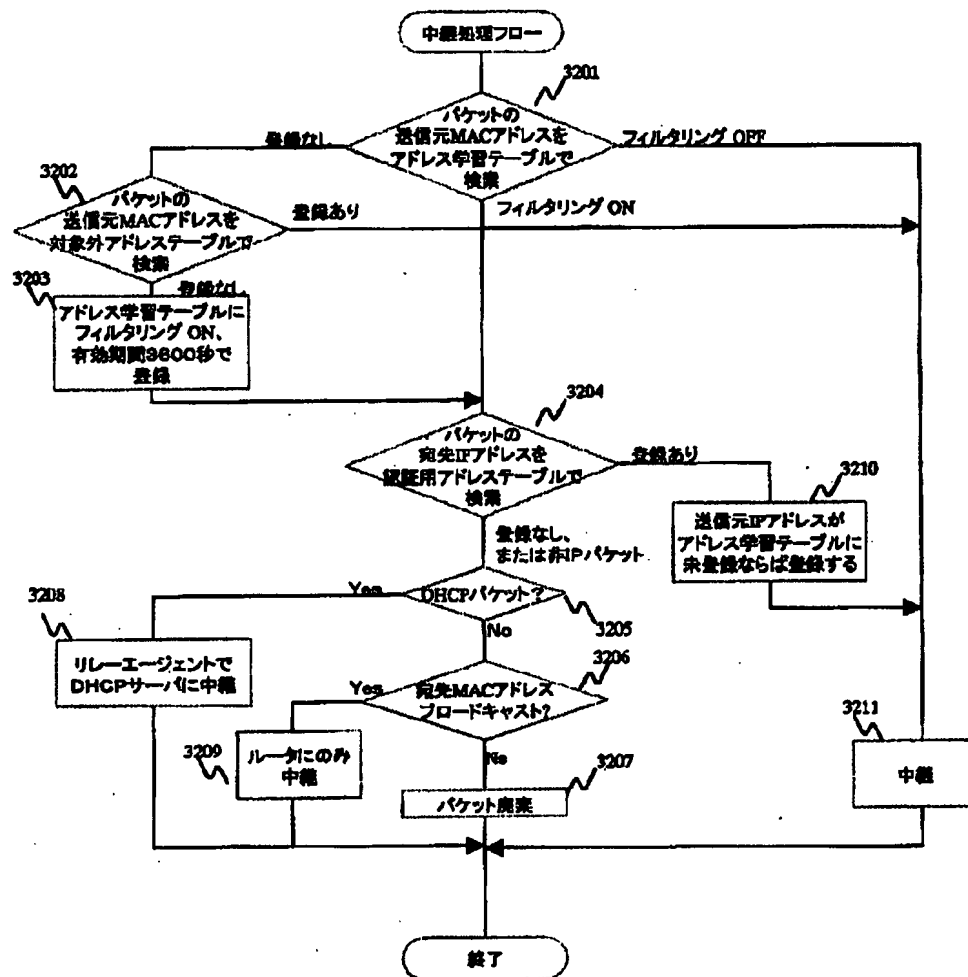 中継処理フロー
3201
パケットの
送信元MACアドレスを
アドレス学習テーブルで
検索
登録なし
フィルタリング OFF
3202
パケットの
送信元MACアドレスを
対象外アドレステーブルで
検索
登録あり
フィルタリング ON
3203
登録なし
アドレス学習テーブルに
フィルタリング ON、
有効期間3600秒で
登録
3204
パケットの
宛先IPアドレスを
認証用アドレステーブルで
検索
登録あり
3210
送信元IPアドレスが
アドレス学習テーブルに
未登録ならば登録する
登録なし、
または非IPパケット
Yes
DHCPパケット?
3205
3208
リレーエージェントで
DHCPサーバに中継
No
3206
Yes
宛先MACアドレス
ブロードキャスト?
3209
ルータにのみ
中継
No
3207
パケット廃棄
3211
中継
終了